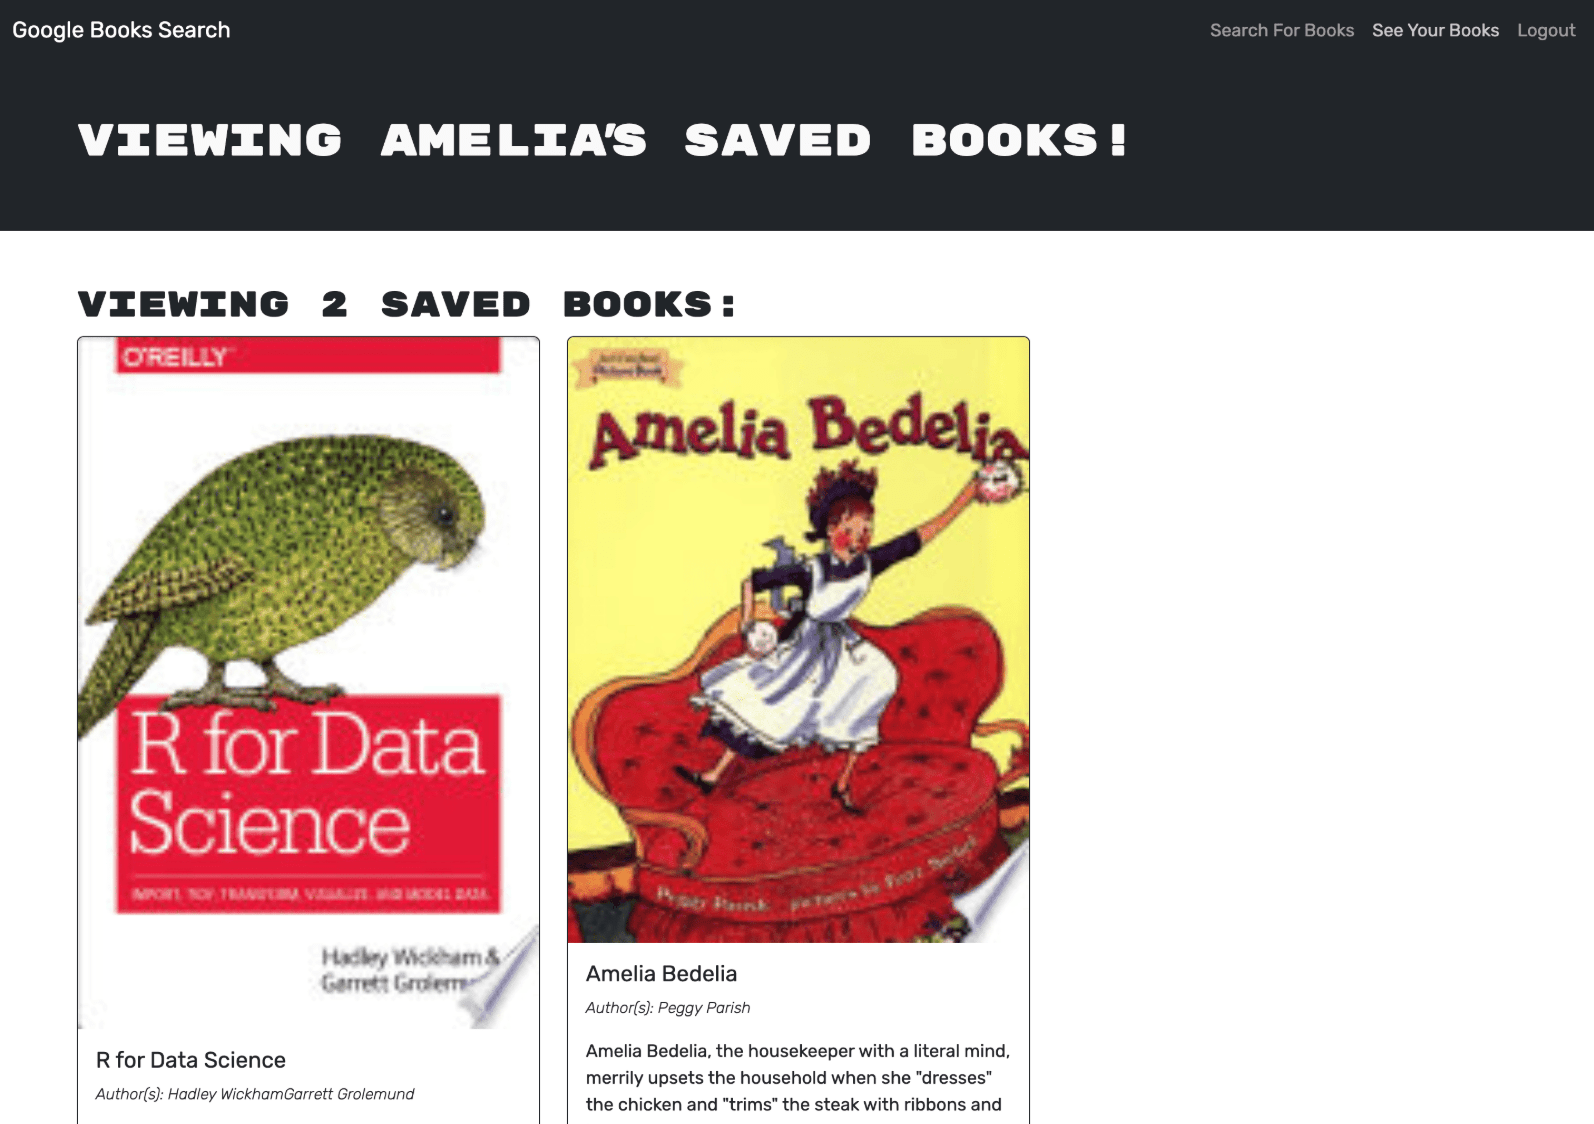 Google Books Search
Search For Books See Your Books Logout
VIEWING AMELIA'S SAVED BOOKS!
VIEWING 2 SAVED BOOKS:
O'REILLY
R for Data
Science
IMPORT, TIDY, TRANSFORM, VISUALIZE, AND MODEL DATA
Hadley Wickham &
Garrett Grolem
R for Data Science
Author(s): Hadley WickhamGarrett Grolemund
Picture Book
Amelia Bedelia
Peggy Parish pictures by Fritz Siebel
Amelia Bedelia
Author(s): Peggy Parish
Amelia Bedelia, the housekeeper with a literal mind,
merrily upsets the household when she "dresses"
the chicken and "trims" the steak with ribbons and